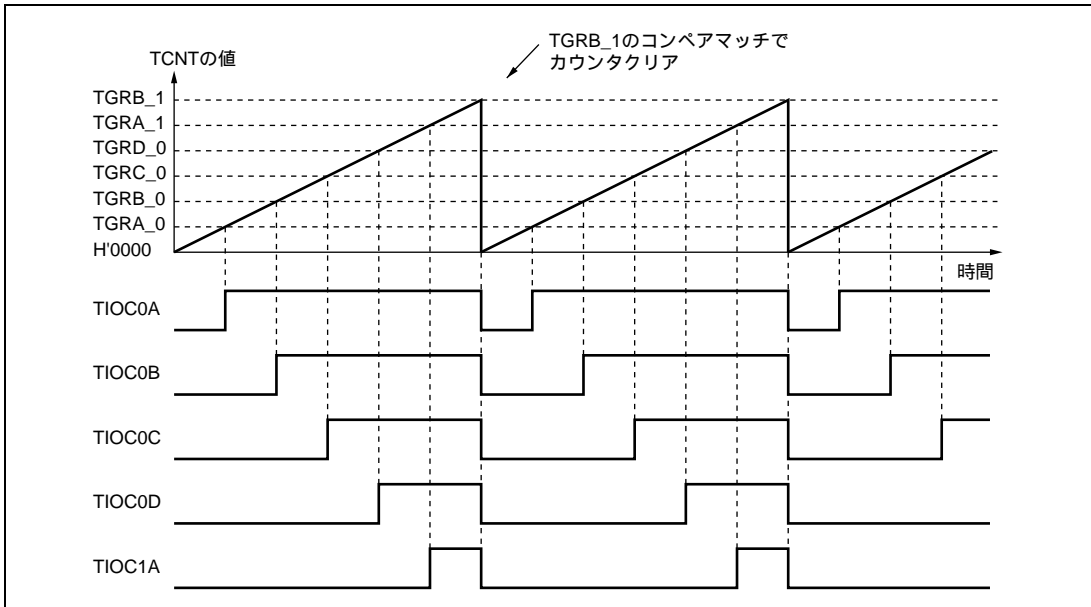 TGRB_1のコンペアマッチで
カウンタクリア
TCNTの値
TGRB_1
TGRA_1
TGRD_0
TGRC_0
TGRB_0
TGRA_0
H'0000
時間
TIOC0A
TIOC0B
TIOC0C
TIOC0D
TIOC1A